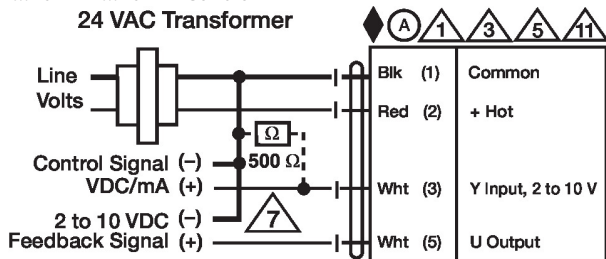 24 VAC Transformer
A 1 3 5 11
Line
Volts
Blk (1) Common
Red (2) + Hot
Ω
500 Ω
Control Signal (–)
VDC/mA (+)
Wht (3) Y Input, 2 to 10 V
7
2 to 10 VDC (–)
Feedback Signal (+)
Wht (5) U Output